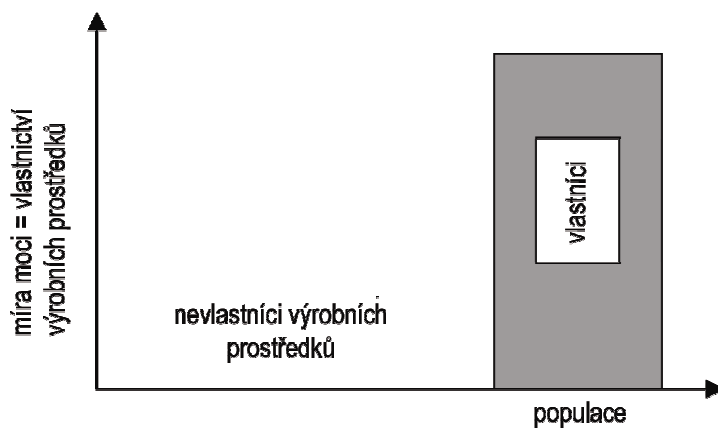 míra moci = vlastnictví
výrobních prostředků
nevlastníci výrobních
prostředků
vlastníci
populace